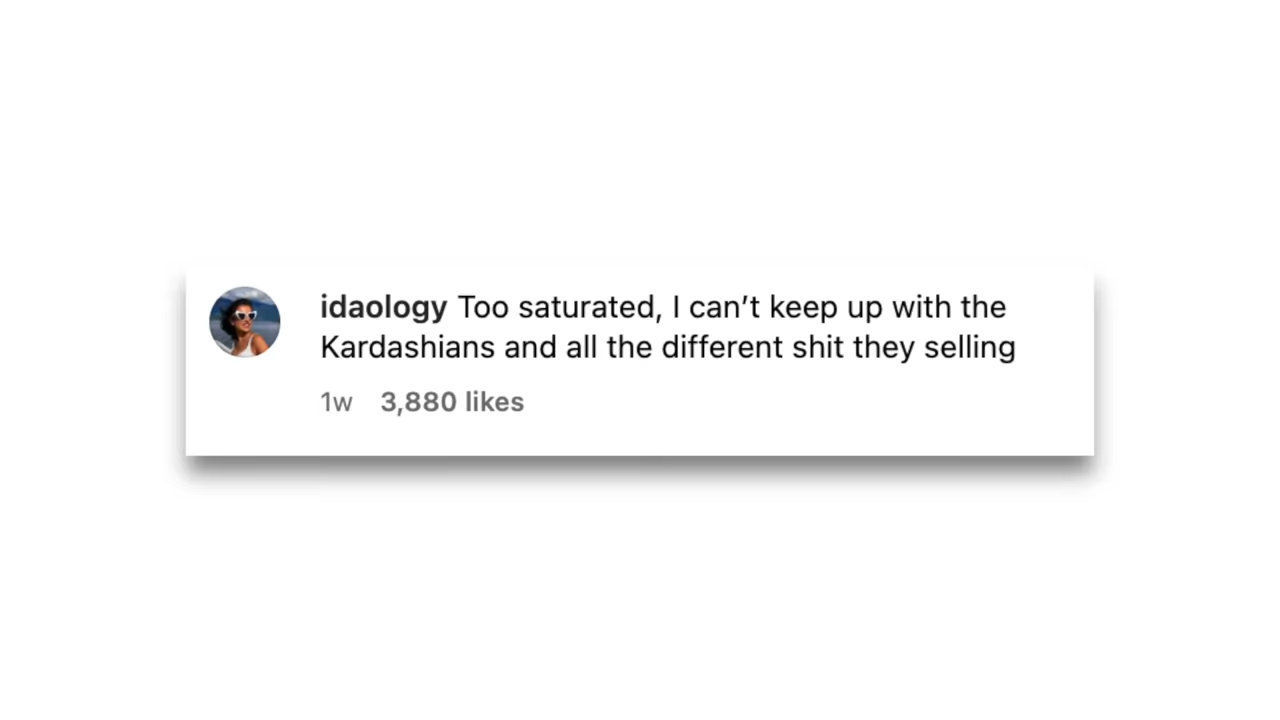 idaology Too saturated, I can’t keep up with the
Kardashians and all the different shit they selling
1w 3,880 likes